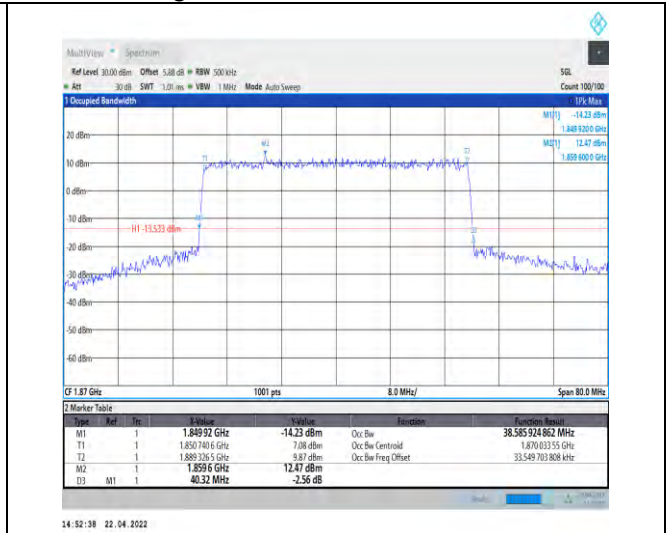 MultiView Spectrum
Ref Level 30.00 dBm Offset 5.88 dB RBW 500 kHz SGL
Att 30 dB SWT 1.01 ms VBW 1 MHz Mode Auto Sweep Count 100/100
1 Occupied Bandwidth 1Pk Max
M1[1] -14.23 dBm
1.849 920 0 GHz
M2[1] 12.47 dBm
1.859 600 0 GHz
20 dBm
M2
T1
10 dBm
0 dBm
-10 dBm
H1 -13.533 dBm
-20 dBm
-30 dBm
-40 dBm
-50 dBm
-60 dBm
CF 1.87 GHz 1001 pts 8.0 MHz/ Span 80.0 MHz
2 Marker Table
Type Ref Trc X-Value Y-Value Function Function Result
M1 1 1.849 92 GHz -14.23 dBm Occ Bw 38.585 924 862 MHz
T1 1 1.850 740 6 GHz 7.08 dBm Occ Bw Centroid 1.870 033 55 GHz
T2 1 1.889 326 5 GHz 9.87 dBm Occ Bw Freq Offset 33.549 703 808 kHz
M2 1 1.859 6 GHz 12.47 dBm
D3 M1 1 40.32 MHz -2.56 dB
14:52:38 22.04.2022